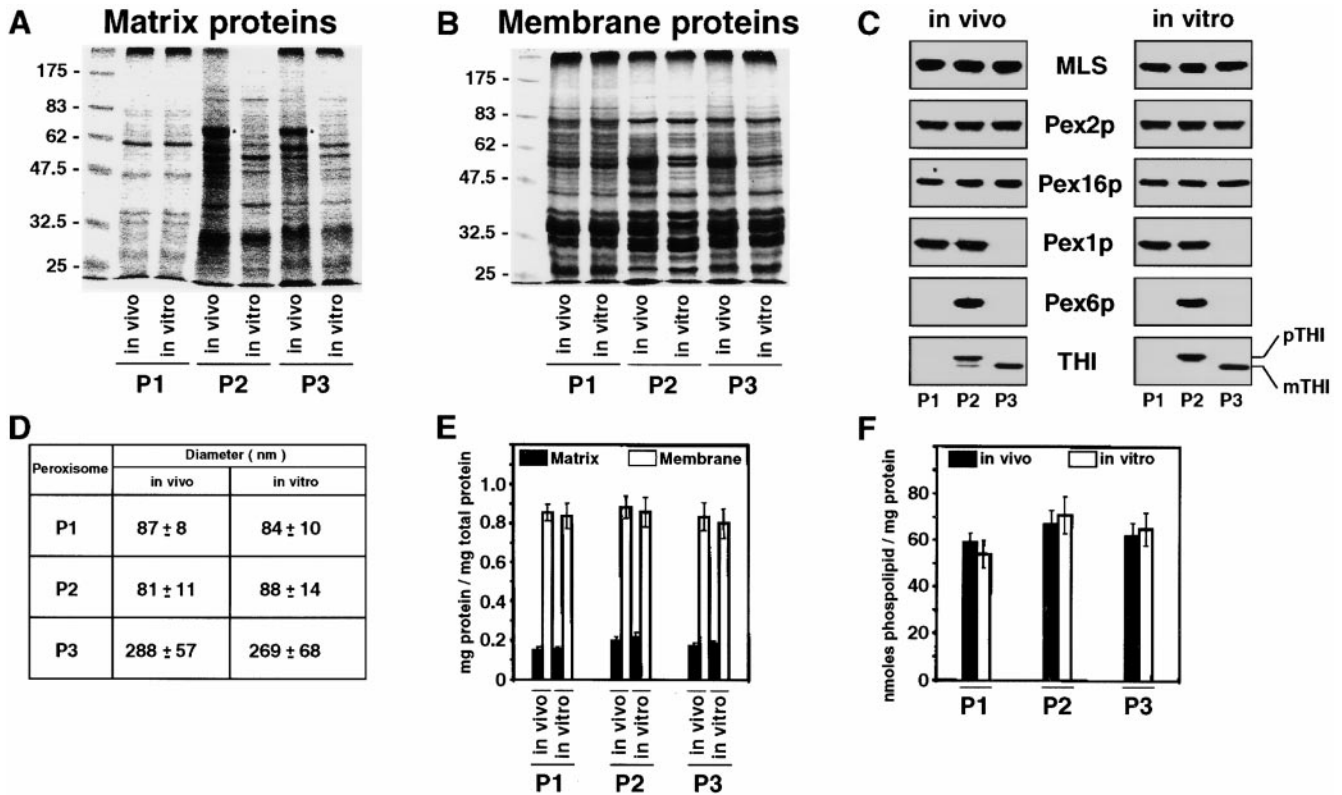 A Matrix proteins
175 -
83 -
62 -
47.5 -
32.5 -
25 -
in vivo in vitro in vivo in vitro in vivo in vitro
P1 P2 P3
B Membrane proteins
175 -
83 -
62 -
47.5 -
32.5 -
25 -
in vivo in vitro in vivo in vitro in vivo in vitro
P1 P2 P3
C in vivo in vitro
MLS
Pex2p
Pex16p
Pex1p
Pex6p
THI
pTHI
mTHI
P1 P2 P3 P1 P2 P3
D
Peroxisome Diameter ( nm )
in vivo in vitro
P1 87 ± 8 84 ± 10
P2 81 ± 11 88 ± 14
P3 288 ± 57 269 ± 68
E
Matrix Membrane
mg protein / mg total protein
1.0
0.8
0.6
0.4
0.2
0
in vivo in vitro in vivo in vitro in vivo in vitro
P1 P2 P3
F
in vivo in vitro
nmoles phospolipid / mg protein
80
60
40
20
0
P1 P2 P3